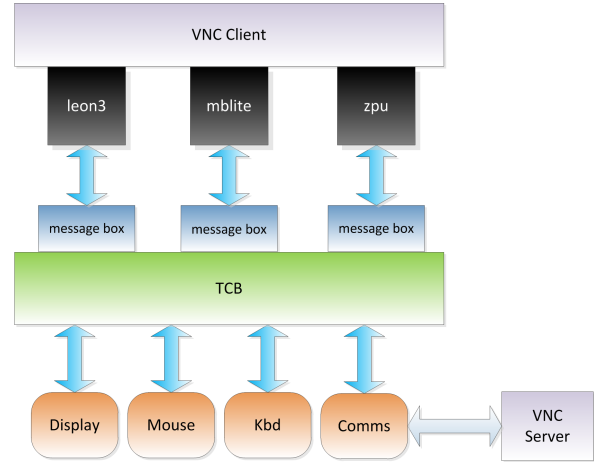 VNC Client
leon3
mblite
zpu
message box
message box
message box
TCB
Display
Mouse
Kbd
Comms
VNC
Server